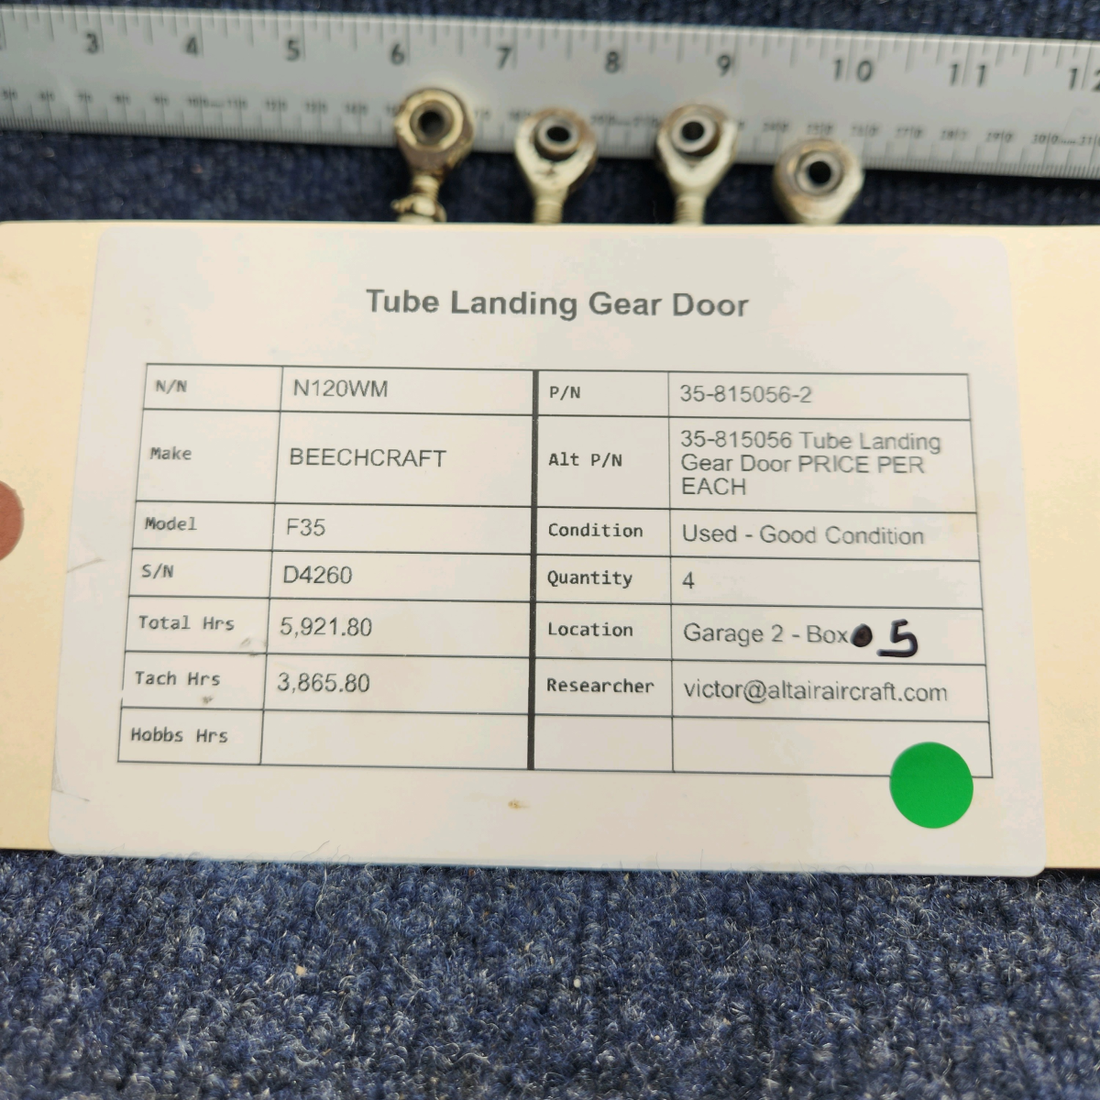 3 4 5 6 7 8 9 10 11 12
Tube Landing Gear Door
N/N N120WM P/N 35-815056-2
Make BEECHCRAFT Alt P/N 35-815056 Tube Landing
Gear Door PRICE PER
EACH
Model F35 Condition Used - Good Condition
S/N D4260 Quantity 4
Total Hrs 5,921.80 Location Garage 2 - Box 5
Tach Hrs 3,865.80 Researcher victor@altairaircraft.com
Hobbs Hrs